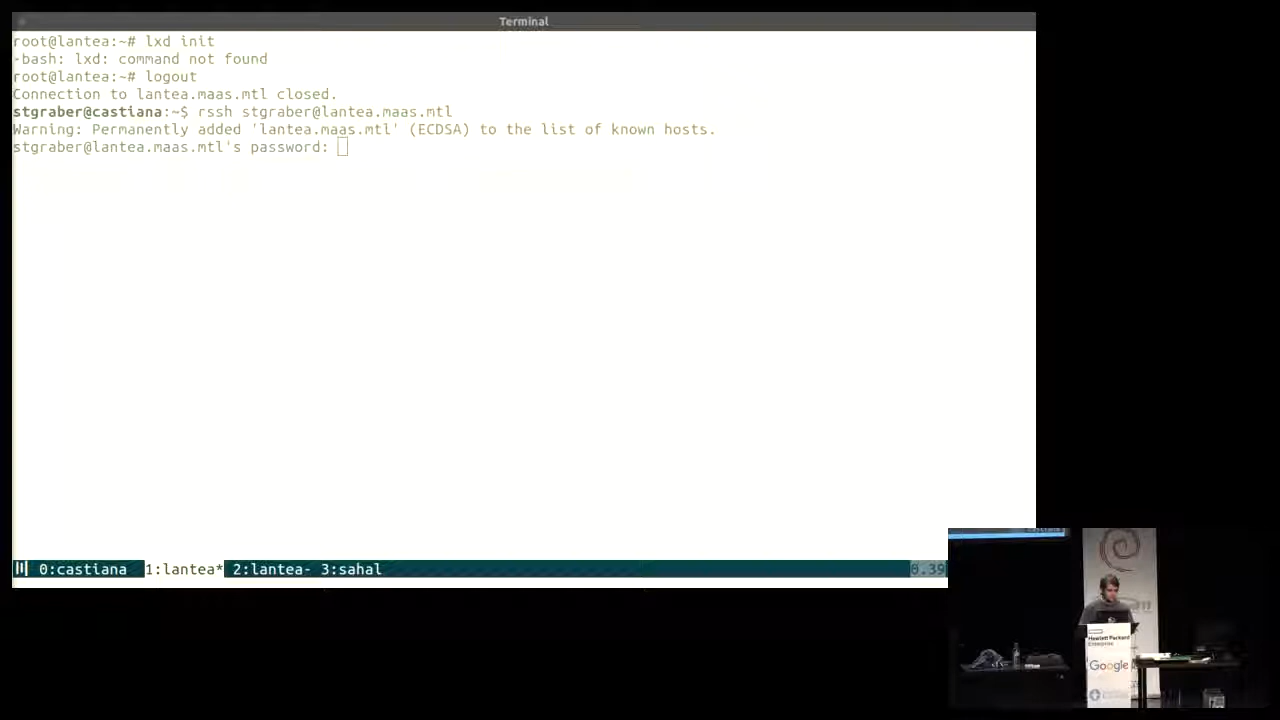 Terminal
root@lantea:~# lxd init
-bash: lxd: command not found
root@lantea:~# logout
Connection to lantea.maas.mtl closed.
stgraber@castiana:~$ rssh stgraber@lantea.maas.mtl
Warning: Permanently added 'lantea.maas.mtl' (ECDSA) to the list of known hosts.
stgraber@lantea.maas.mtl's password:
0:castiana 1:lantea* 2:lantea- 3:sahal
0.39
Hewlett Packard
Enterprise
Google